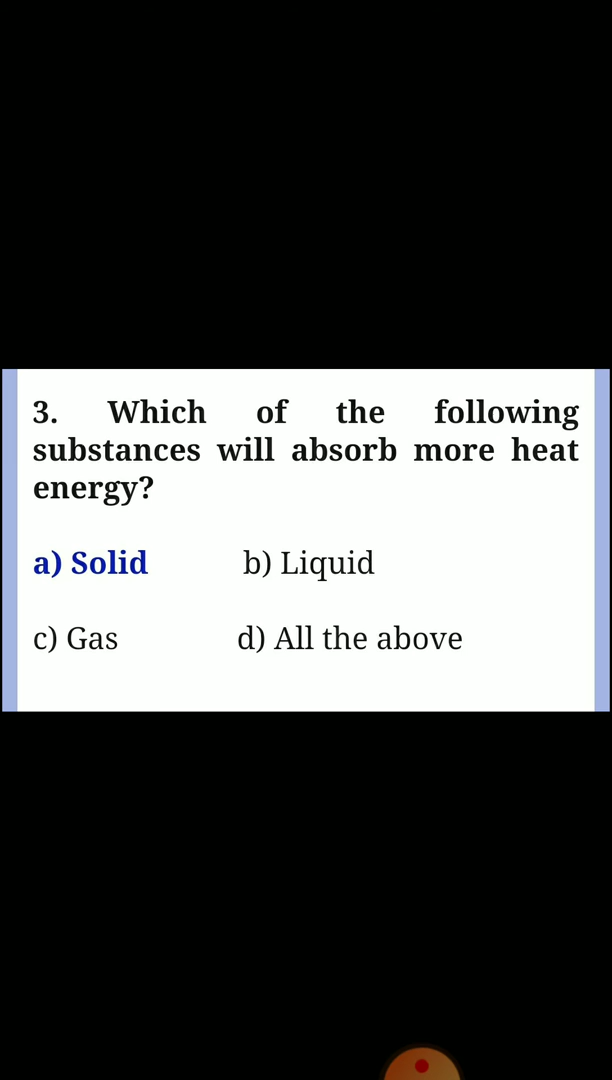 3. Which of the following
substances will absorb more heat
energy?
a) Solid b) Liquid
c) Gas d) All the above